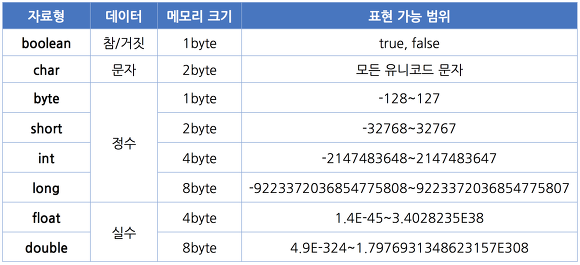 자료형 데이터 메모리 크기 표현 가능 범위
boolean 참/거짓 1byte true, false
char 문자 2byte 모든 유니코드 문자
byte 정수 1byte -128~127
short 2byte -32768~32767
int 4byte -2147483648~2147483647
long 8byte -9223372036854775808~9223372036854775807
float 실수 4byte 1.4E-45~3.4028235E38
double 8byte 4.9E-324~1.7976931348623157E308